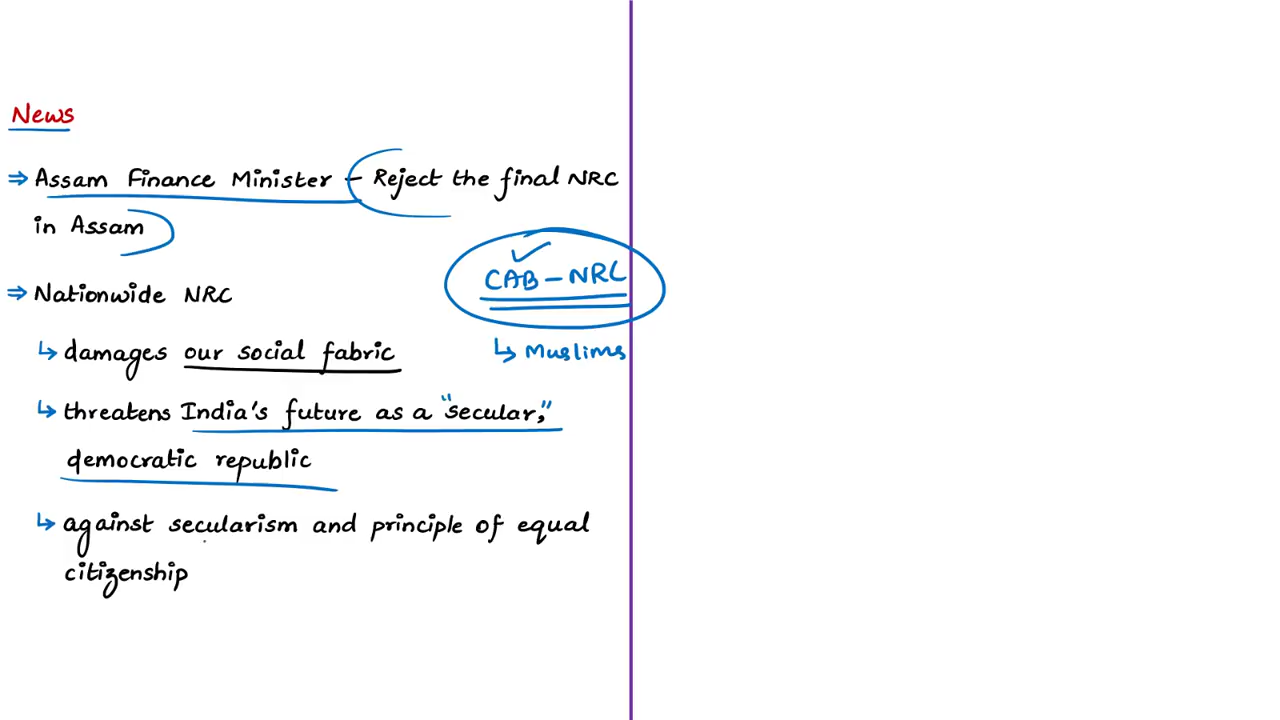 News
⇒ Assam Finance Minister – Reject the final NRC
in Assam
CAB – NRC
⇒ Nationwide NRC
↳ damages our social fabric
↳ Muslims
↳ threatens India's future as a "secular,"
democratic republic
↳ against secularism and principle of equal
citizenship